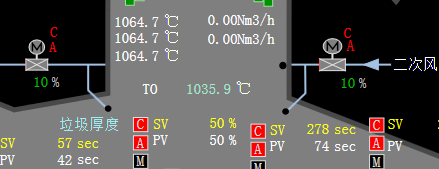 1064.7 ℃ 0.00Nm3/h
1064.7 ℃ 0.00Nm3/h
1064.7 ℃
M C A
M C A
二次风
10 %
10 %
TO 1035.9 ℃
垃圾厚度
SV 57 sec
PV 42 sec
C A M
SV 50 %
PV 50 %
C A M
SV 278 sec
PV 74 sec
C A M
SV
PV